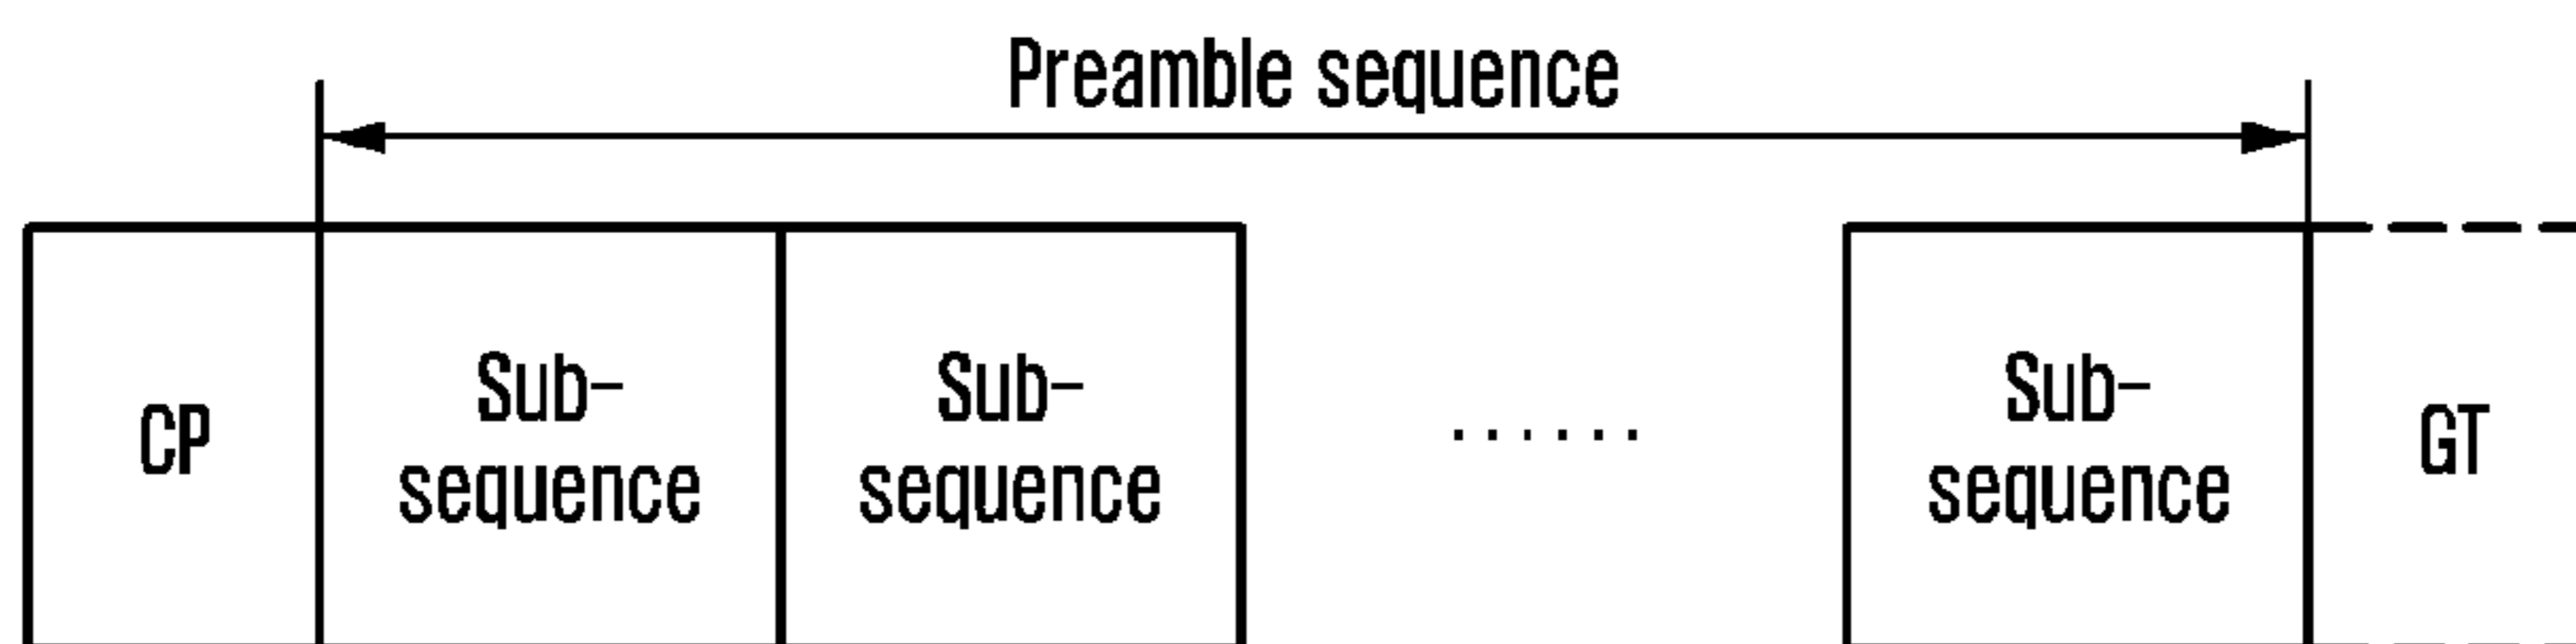 Preamble sequence
CP
Sub-
sequence
Sub-
sequence
......
Sub-
sequence
GT